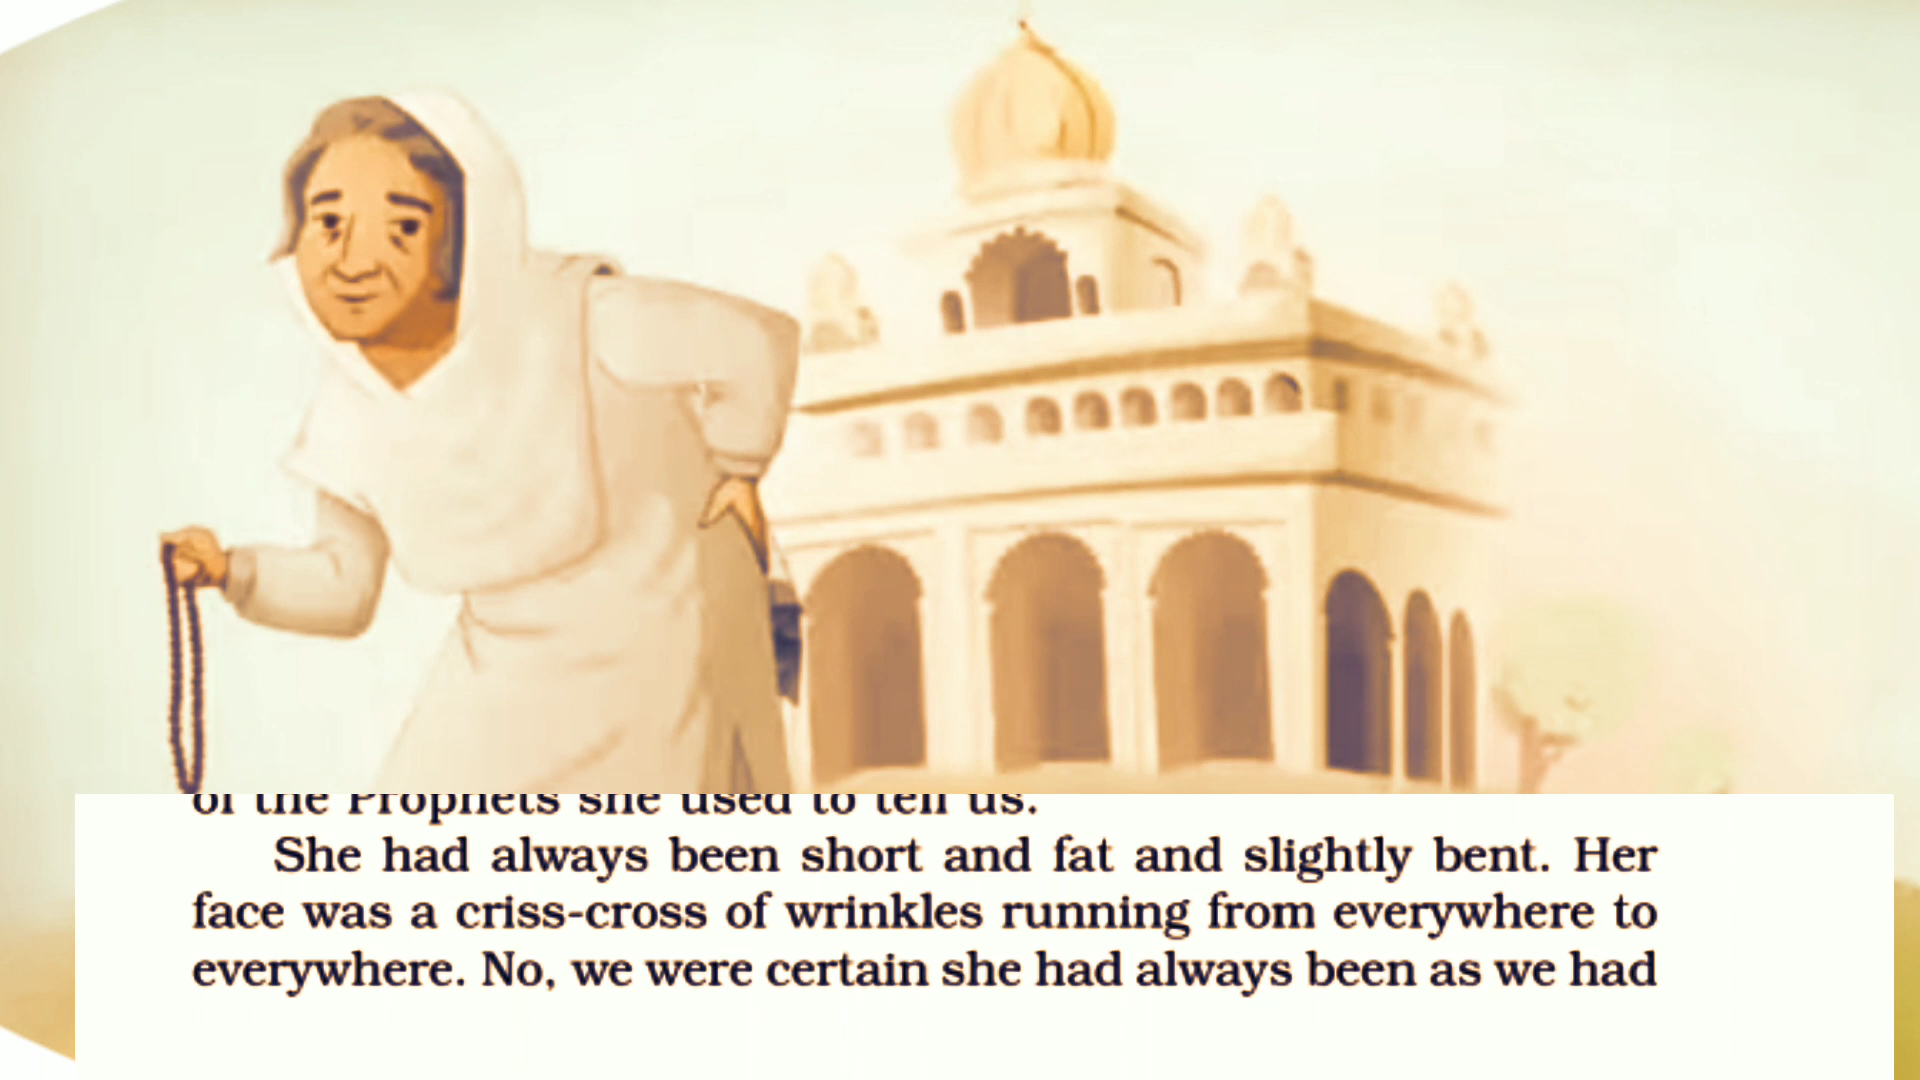 of the Prophets she used to tell us.
She had always been short and fat and slightly bent. Her
face was a criss-cross of wrinkles running from everywhere to
everywhere. No, we were certain she had always been as we had